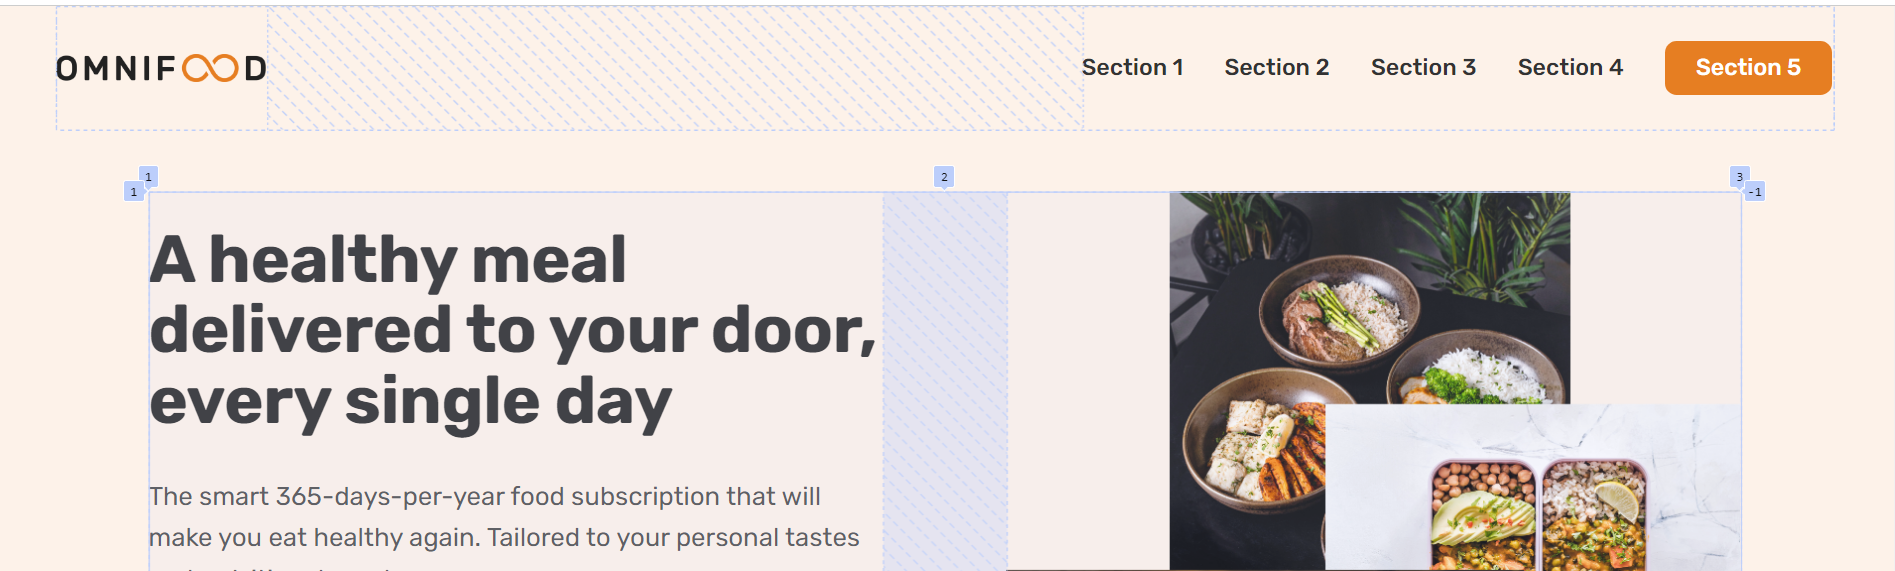 OMNIFOOD
Section 1 Section 2 Section 3 Section 4 Section 5
1 2 3
1 -1
A healthy meal
delivered to your door,
every single day
The smart 365-days-per-year food subscription that will
make you eat healthy again. Tailored to your personal tastes